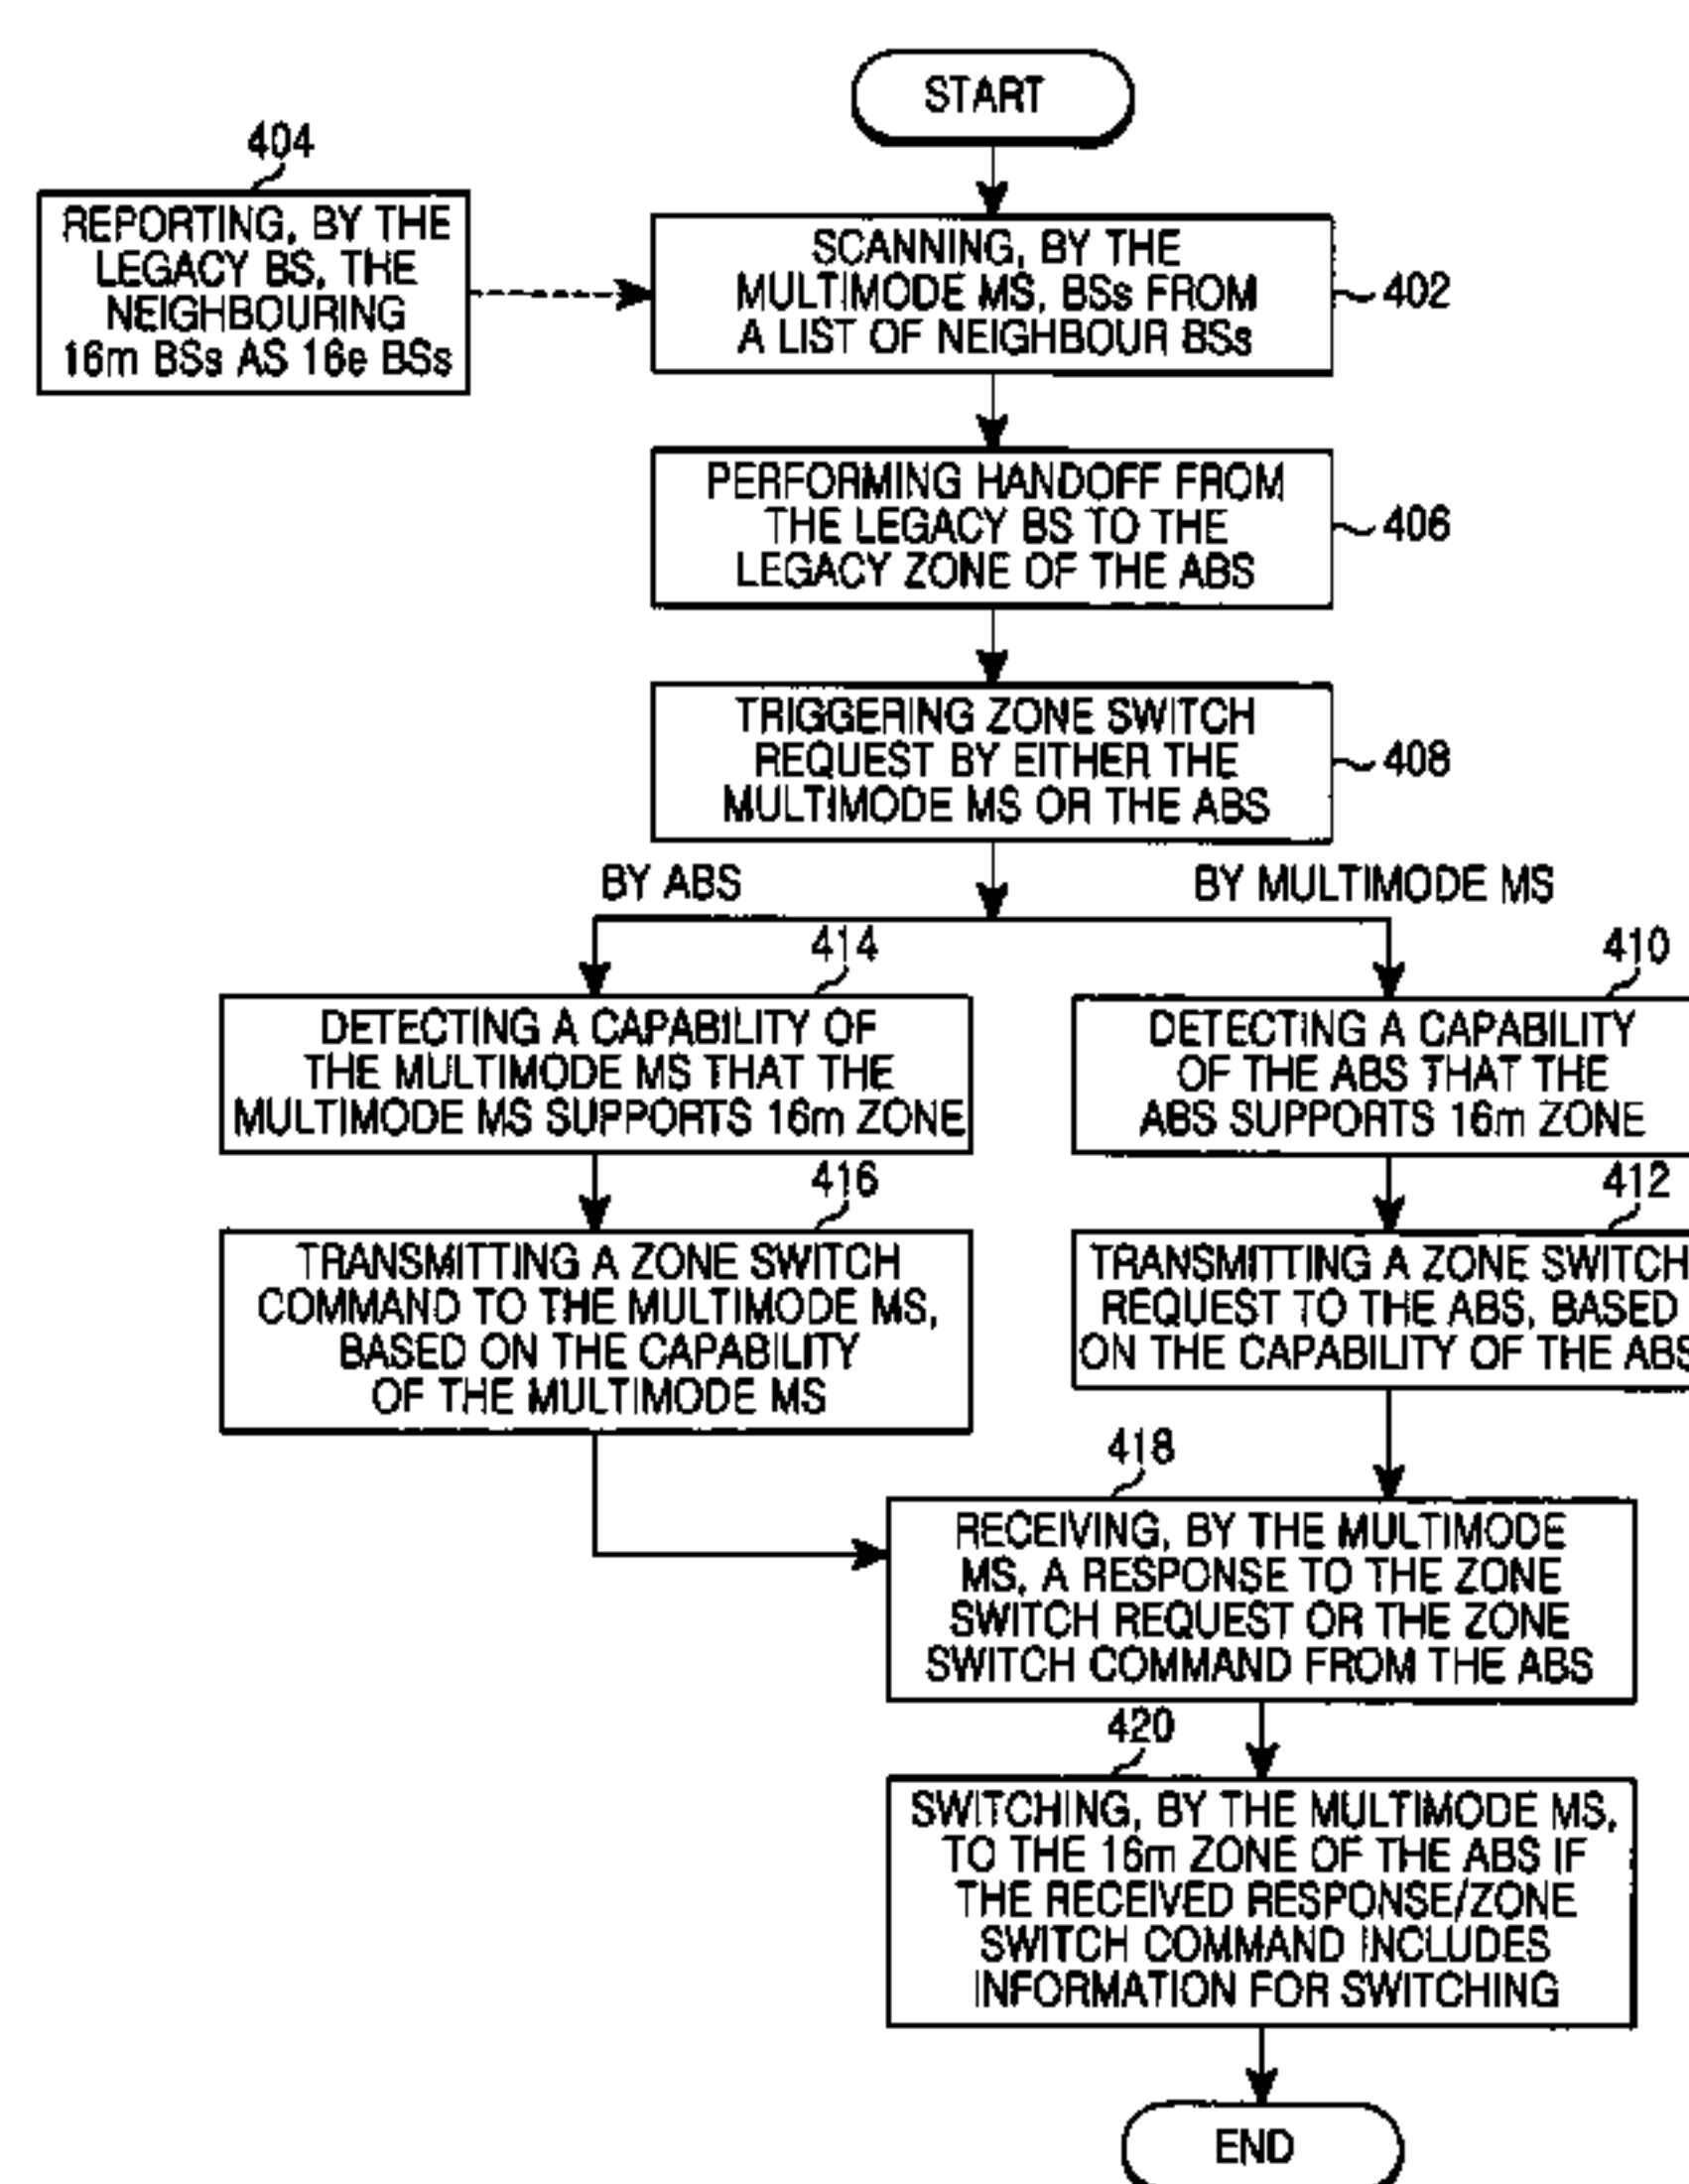 START
404
REPORTING, BY THE
LEGACY BS, THE
NEIGHBOURING
16m BSs AS 16e BSs
SCANNING, BY THE
MULTIMODE MS, BSs FROM
A LIST OF NEIGHBOUR BSs
402
PERFORMING HANDOFF FROM
THE LEGACY BS TO THE
LEGACY ZONE OF THE ABS
406
TRIGGERING ZONE SWITCH
REQUEST BY EITHER THE
MULTIMODE MS OR THE ABS
408
BY ABS
BY MULTIMODE MS
414
DETECTING A CAPABILITY OF
THE MULTIMODE MS THAT THE
MULTIMODE MS SUPPORTS 16m ZONE
410
DETECTING A CAPABILITY
OF THE ABS THAT THE
ABS SUPPORTS 16m ZONE
416
TRANSMITTING A ZONE SWITCH
COMMAND TO THE MULTIMODE MS,
BASED ON THE CAPABILITY
OF THE MULTIMODE MS
412
TRANSMITTING A ZONE SWITCH
REQUEST TO THE ABS, BASED
ON THE CAPABILITY OF THE ABS
418
RECEIVING, BY THE MULTIMODE
MS, A RESPONSE TO THE ZONE
SWITCH REQUEST OR THE ZONE
SWITCH COMMAND FROM THE ABS
420
SWITCHING, BY THE MULTIMODE MS,
TO THE 16m ZONE OF THE ABS IF
THE RECEIVED RESPONSE/ZONE
SWITCH COMMAND INCLUDES
INFORMATION FOR SWITCHING
END